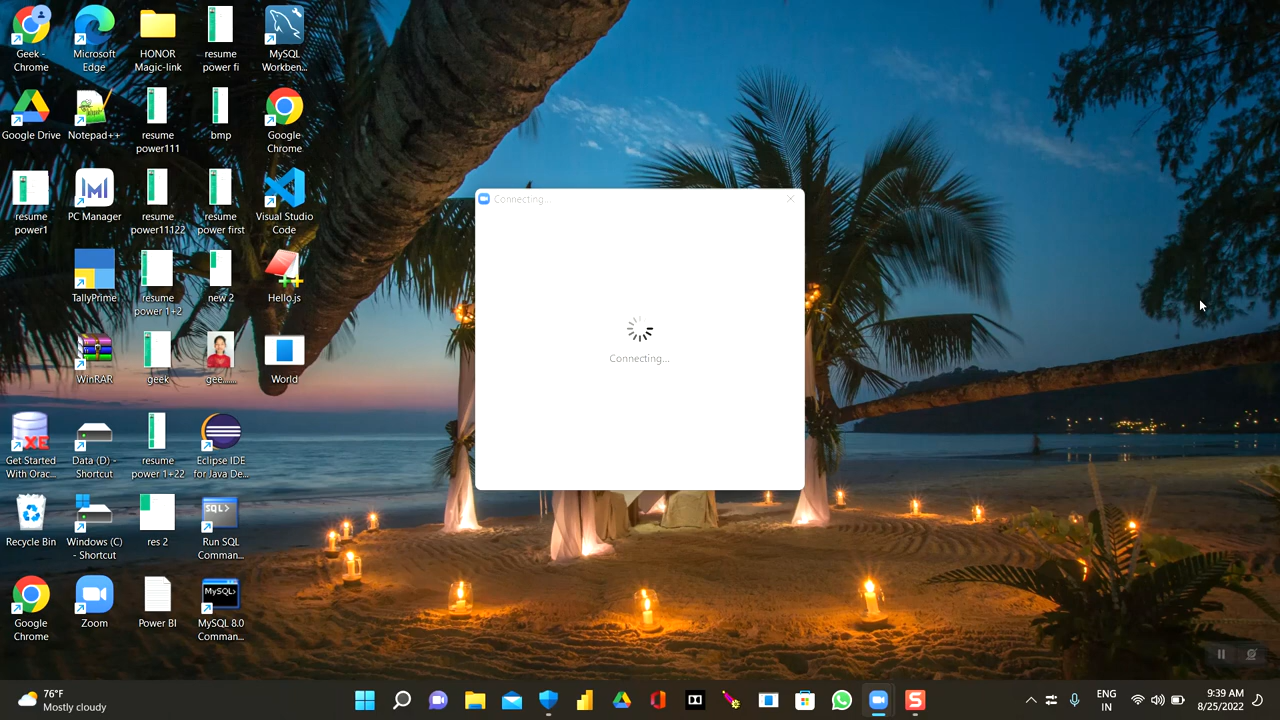 Geek -
Chrome
Microsoft
Edge
HONOR
Magic-link
resume
power fi
MySQL
Workben...
Google Drive
Notepad++
resume
power111
bmp
Google
Chrome
resume
power1
PC Manager
resume
power11122
resume
power first
Visual Studio
Code
TallyPrime
resume
power 1+2
new 2
Hello.js
WinRAR
geek
gee.......
World
Get Started
With Orac...
XE
Data (D) -
Shortcut
resume
power 1+22
Eclipse IDE
for Java De...
Recycle Bin
Windows (C)
- Shortcut
res 2
SQL>
Run SQL
Comman...
Google
Chrome
Zoom
Power BI
MySQL>
MySQL 8.0
Comman...
Connecting...
Connecting...
76°F
Mostly cloudy
ENG
IN
9:39 AM
8/25/2022